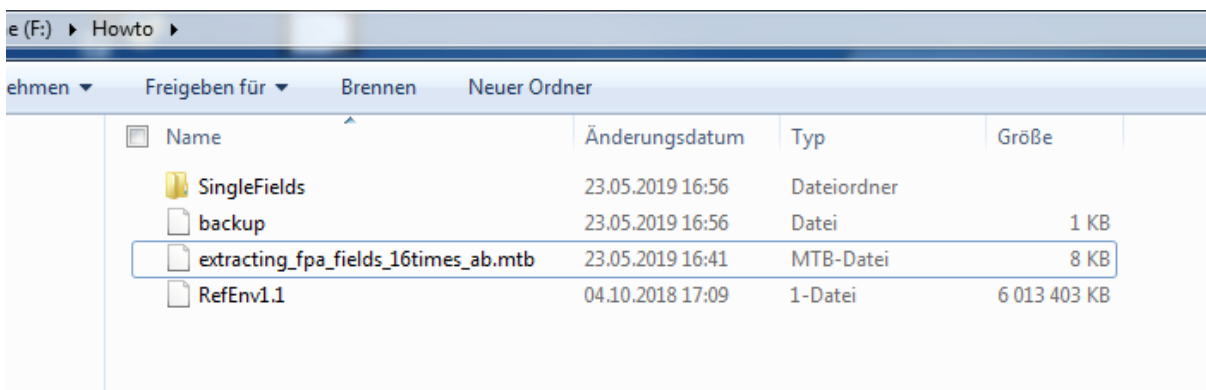 e (F:) Howto
ehmen Freigeben für Brennen Neuer Ordner
Name Änderungsdatum Typ Größe
SingleFields 23.05.2019 16:56 Dateiordner
backup 23.05.2019 16:56 Datei 1 KB
extracting_fpa_fields_16times_ab.mtb 23.05.2019 16:41 MTB-Datei 8 KB
RefEnv1.1 04.10.2018 17:09 1-Datei 6 013 403 KB